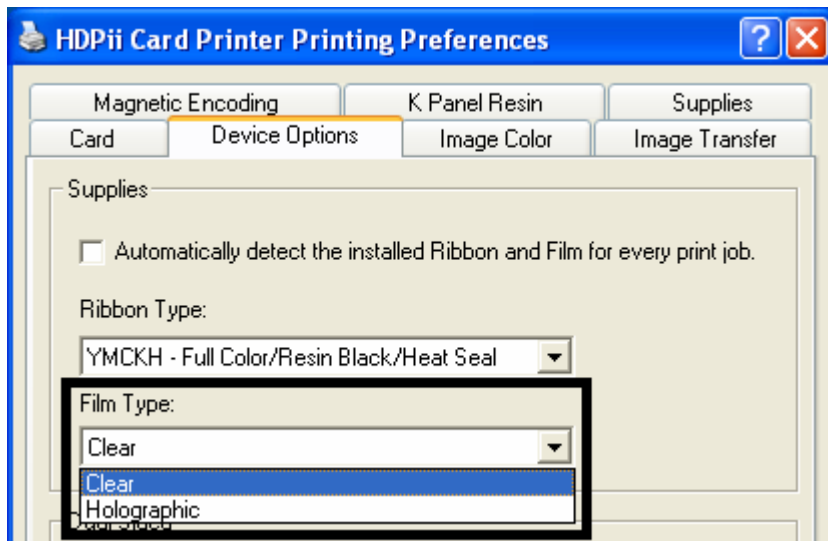 HDPii Card Printer Printing Preferences
Magnetic Encoding K Panel Resin Supplies
Card Device Options Image Color Image Transfer
Supplies
Automatically detect the installed Ribbon and Film for every print job.
Ribbon Type:
YMCKH - Full Color/Resin Black/Heat Seal
Film Type:
Clear
Clear
Holographic